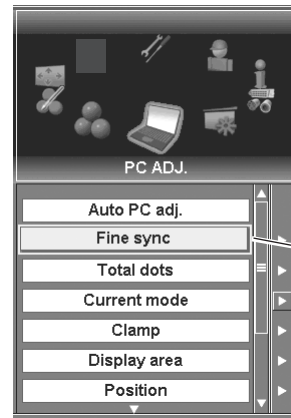 PC ADJ.
Auto PC adj.
Fine sync
Total dots
Current mode
Clamp
Display area
Position